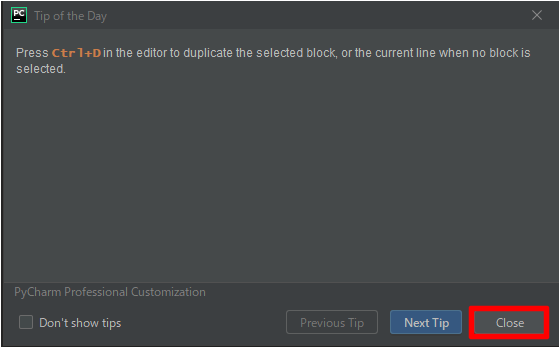 PC
Tip of the Day
Press Ctrl+D in the editor to duplicate the selected block, or the current line when no block is
selected.
PyCharm Professional Customization
Don't show tips
Previous Tip
Next Tip
Close